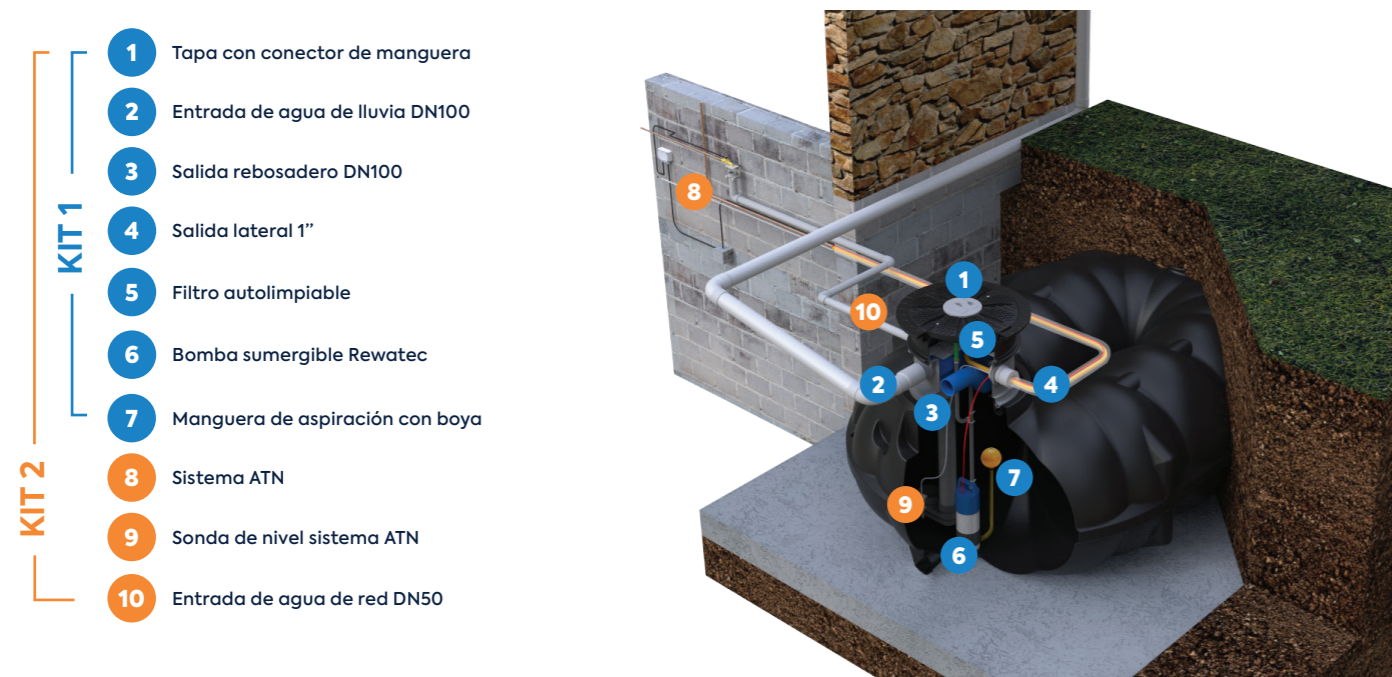 KIT 1
KIT 2
1 Tapa con conector de manguera
2 Entrada de agua de lluvia DN100
3 Salida rebosadero DN100
4 Salida lateral 1”
5 Filtro autolimpiable
6 Bomba sumergible Rewatec
7 Manguera de aspiración con boya
8 Sistema ATN
9 Sonda de nivel sistema ATN
10 Entrada de agua de red DN50
8
1
10
5
2
4
3
7
9
6